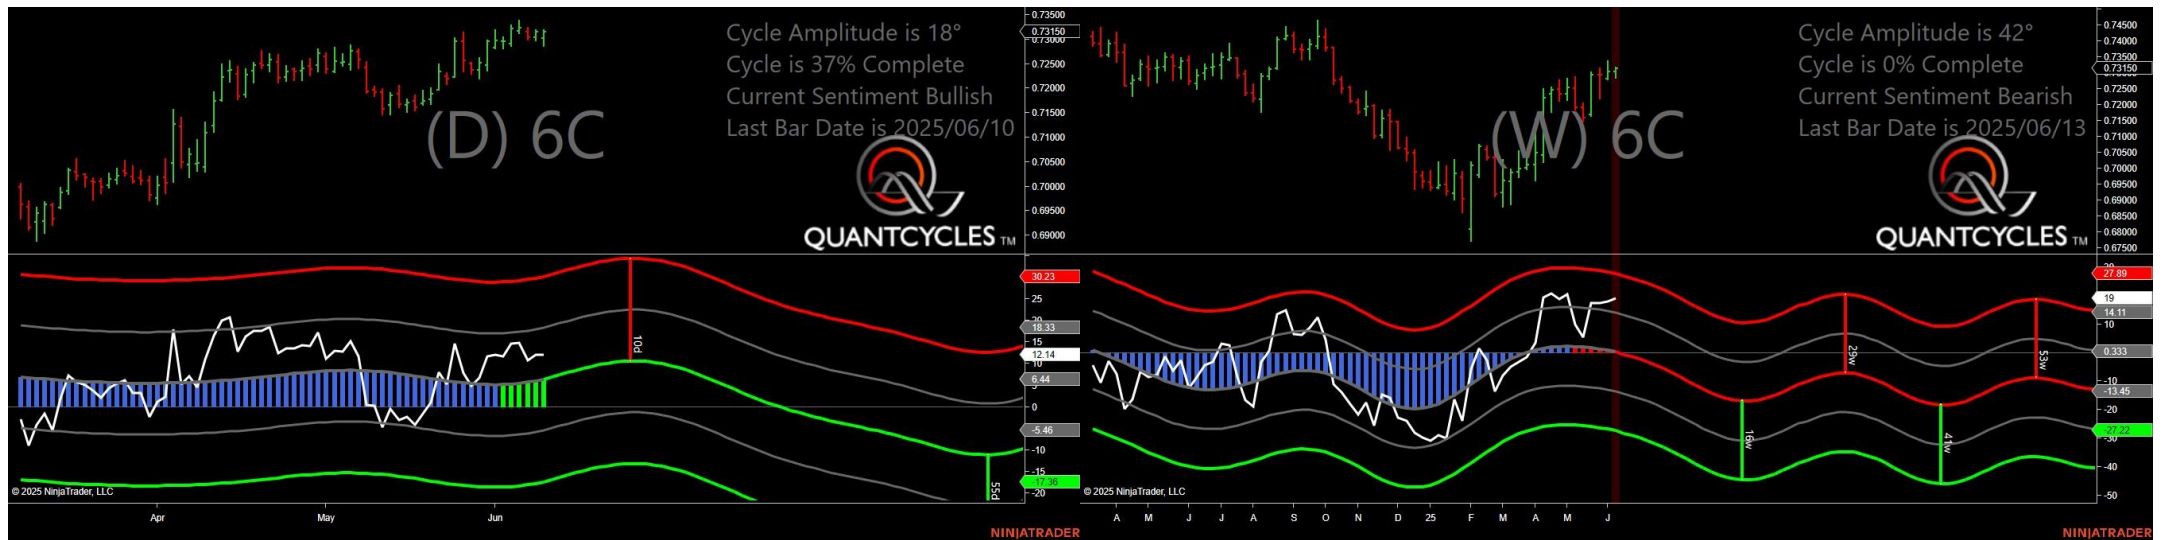 Cycle Amplitude is 18°
Cycle is 37% Complete
Current Sentiment Bullish
Last Bar Date is 2025/06/10
(D) 6C
QUANTCYCLES TM
0.73500
0.73150
0.73000
0.72500
0.72000
0.71500
0.71000
0.70500
0.70000
0.69500
0.69000
30.23
25
20
18.33
15
12.14
10
6.44
5
0
-5.46
-10
-15
-17.36
-20
10d
55d
© 2025 NinjaTrader, LLC
Apr May Jun
NINJATRADER
Cycle Amplitude is 42°
Cycle is 0% Complete
Current Sentiment Bearish
Last Bar Date is 2025/06/13
(W) 6C
QUANTCYCLES TM
0.74500
0.74000
0.73500
0.73150
0.72500
0.72000
0.71500
0.71000
0.70500
0.70000
0.69500
0.69000
0.68500
0.68000
0.67500
27.89
19
14.11
10
0.333
-10
-13.45
-20
-27.22
-30
-40
-50
16w
29w
41w
53w
© 2025 NinjaTrader, LLC
A M J J A S O N D 25 F M A M J
NINJATRADER